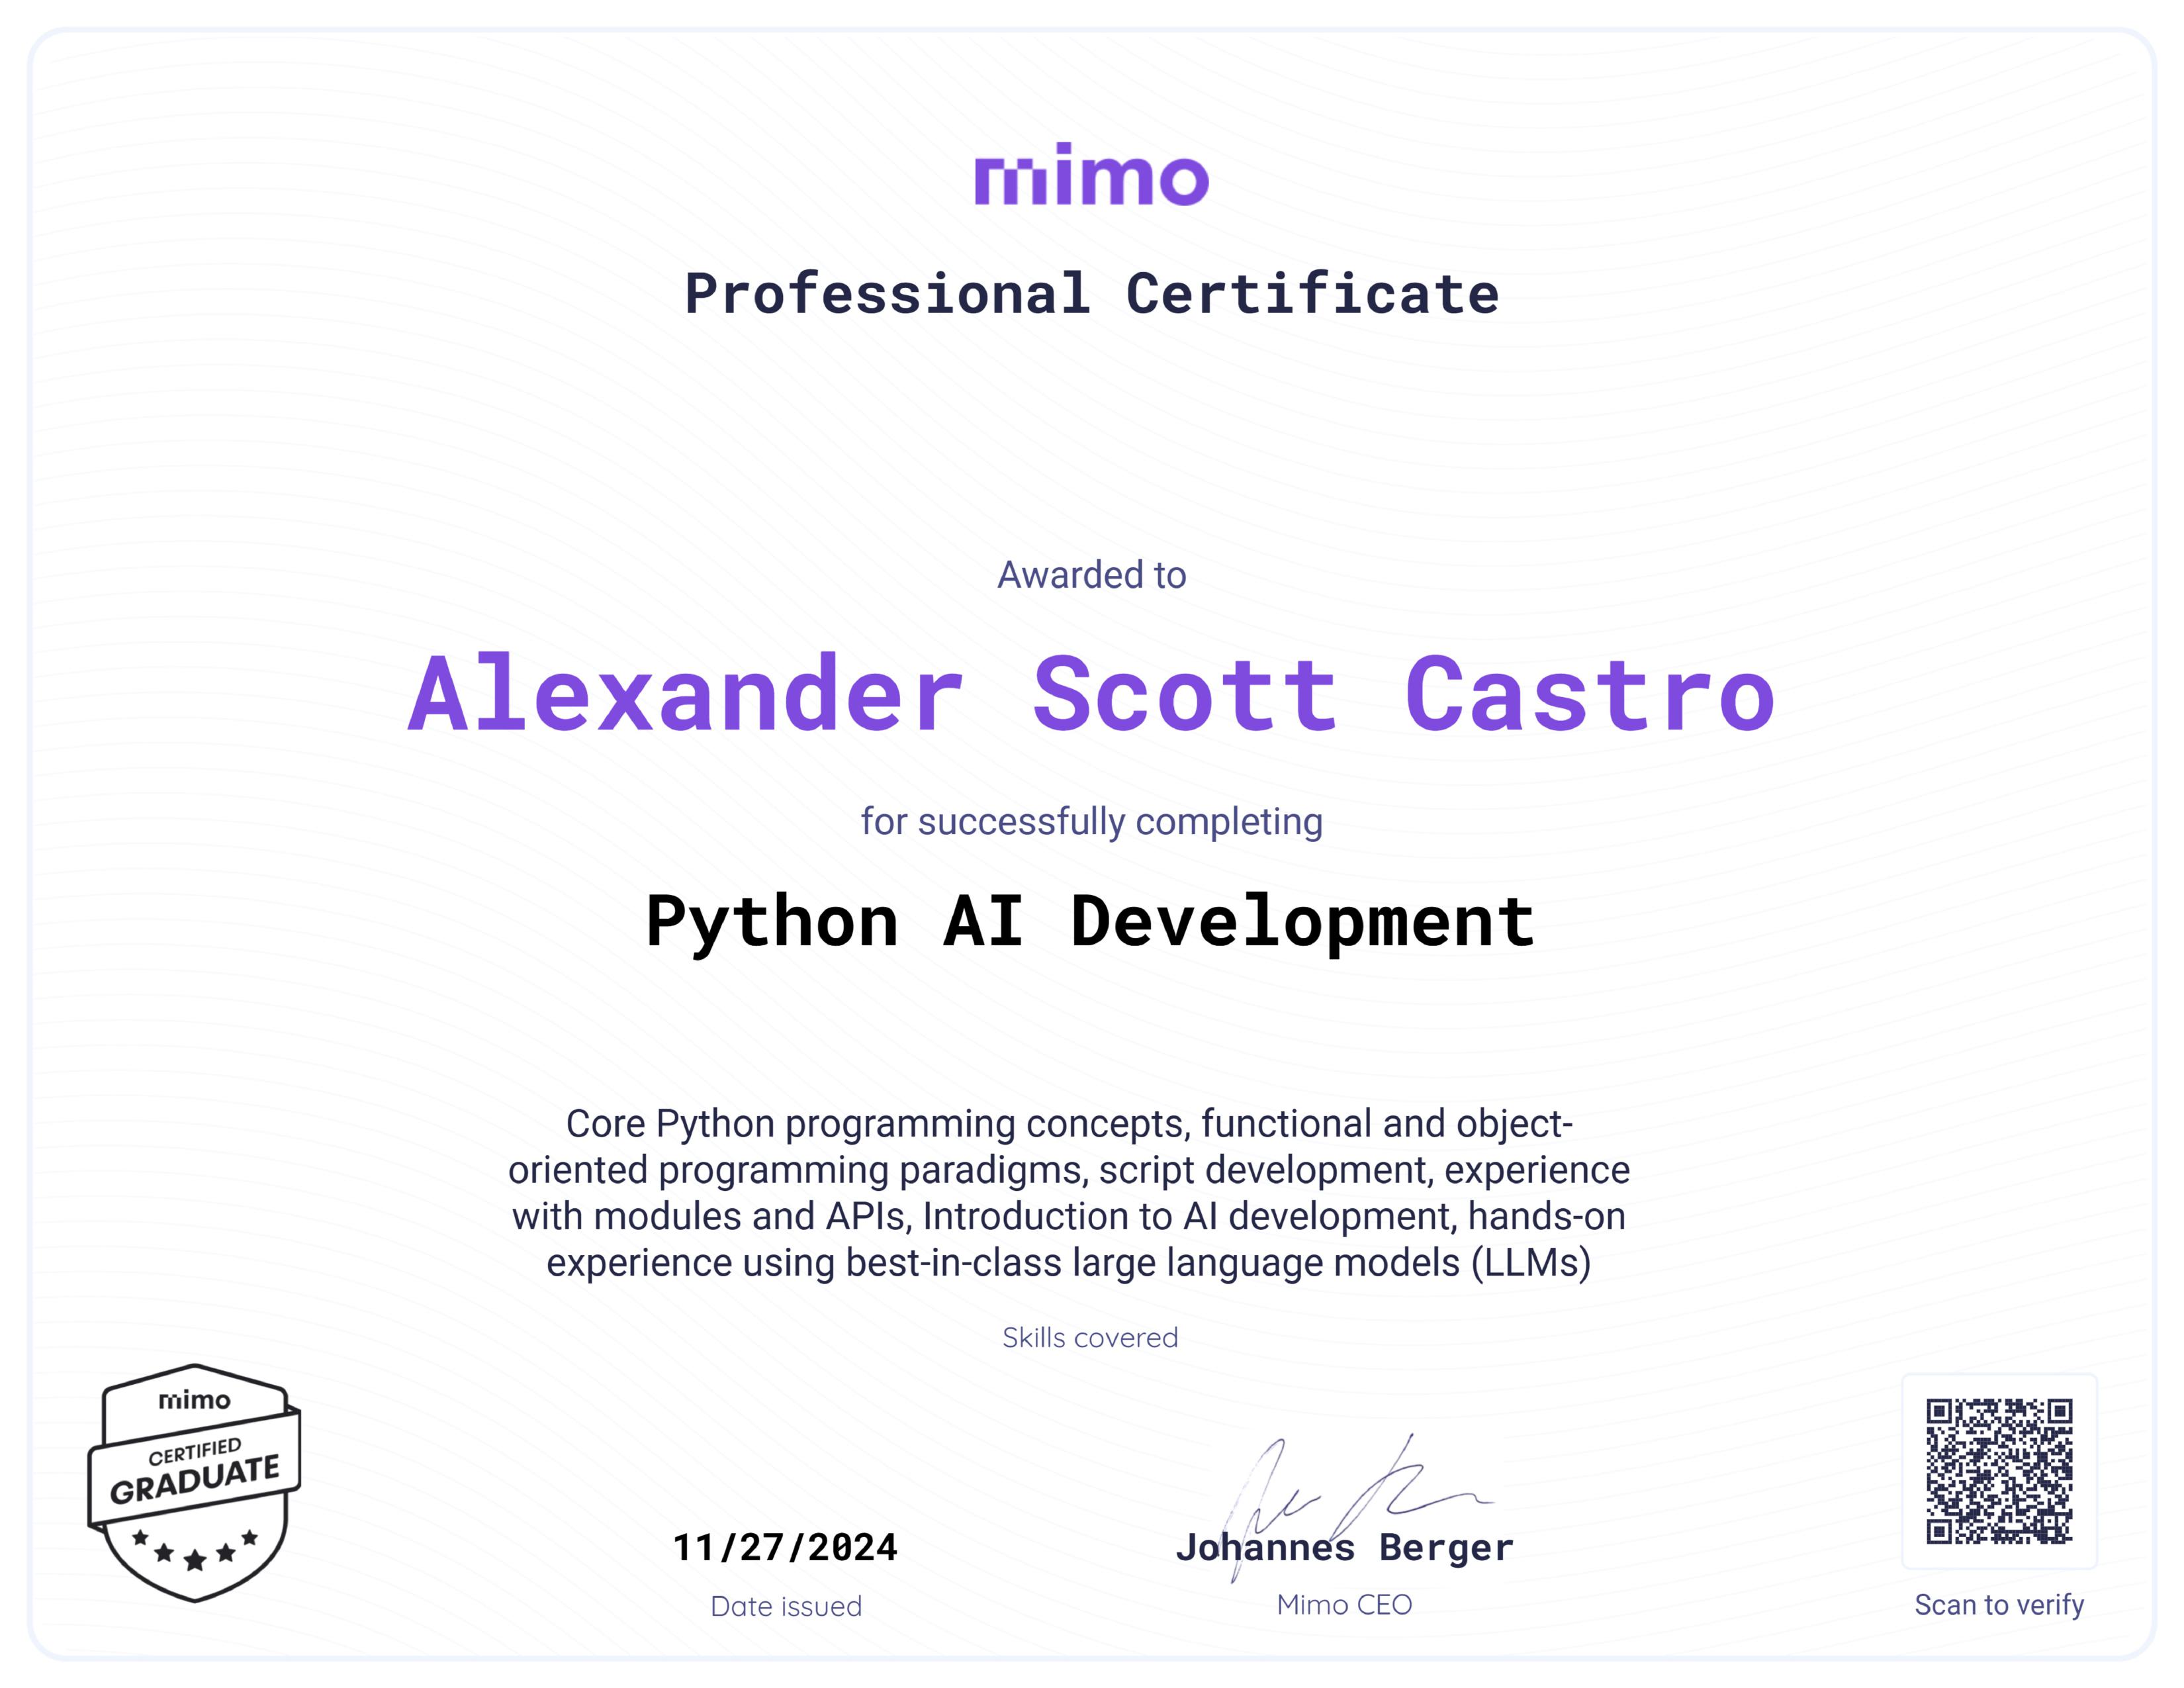 mimo
Professional Certificate
Awarded to
Alexander Scott Castro
for successfully completing
Python AI Development
Core Python programming concepts, functional and object-
oriented programming paradigms, script development, experience
with modules and APIs, Introduction to AI development, hands-on
experience using best-in-class large language models (LLMs)
Skills covered
mimo
CERTIFIED
GRADUATE
11/27/2024
Date issued
Johannes Berger
Mimo CEO
Scan to verify